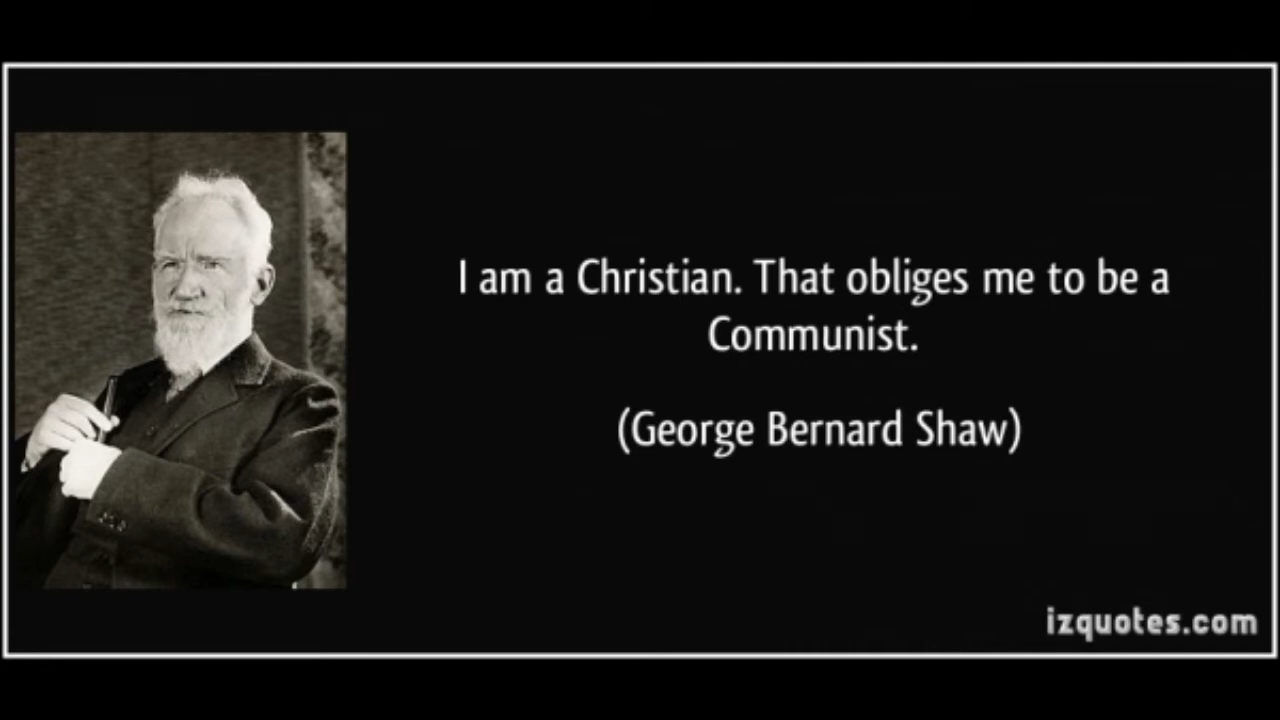 I am a Christian. That obliges me to be a
Communist.
(George Bernard Shaw)
izquotes.com